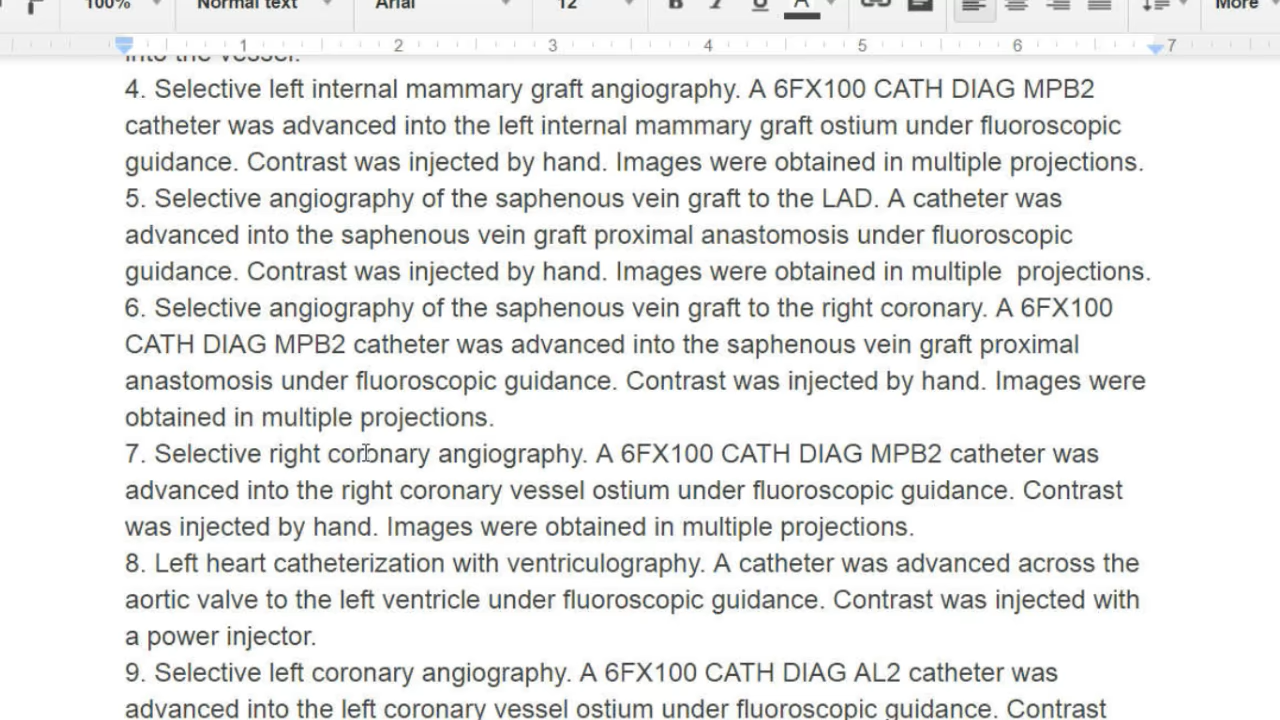 100% Normal text Arial 12 B I U A More
1 2 3 4 5 6 7
into the vessel.
4. Selective left internal mammary graft angiography. A 6FX100 CATH DIAG MPB2
catheter was advanced into the left internal mammary graft ostium under fluoroscopic
guidance. Contrast was injected by hand. Images were obtained in multiple projections.
5. Selective angiography of the saphenous vein graft to the LAD. A catheter was
advanced into the saphenous vein graft proximal anastomosis under fluoroscopic
guidance. Contrast was injected by hand. Images were obtained in multiple  projections.
6. Selective angiography of the saphenous vein graft to the right coronary. A 6FX100
CATH DIAG MPB2 catheter was advanced into the saphenous vein graft proximal
anastomosis under fluoroscopic guidance. Contrast was injected by hand. Images were
obtained in multiple projections.
7. Selective right coronary angiography. A 6FX100 CATH DIAG MPB2 catheter was
advanced into the right coronary vessel ostium under fluoroscopic guidance. Contrast
was injected by hand. Images were obtained in multiple projections.
8. Left heart catheterization with ventriculography. A catheter was advanced across the
aortic valve to the left ventricle under fluoroscopic guidance. Contrast was injected with
a power injector.
9. Selective left coronary angiography. A 6FX100 CATH DIAG AL2 catheter was
advanced into the left coronary vessel ostium under fluoroscopic guidance. Contrast